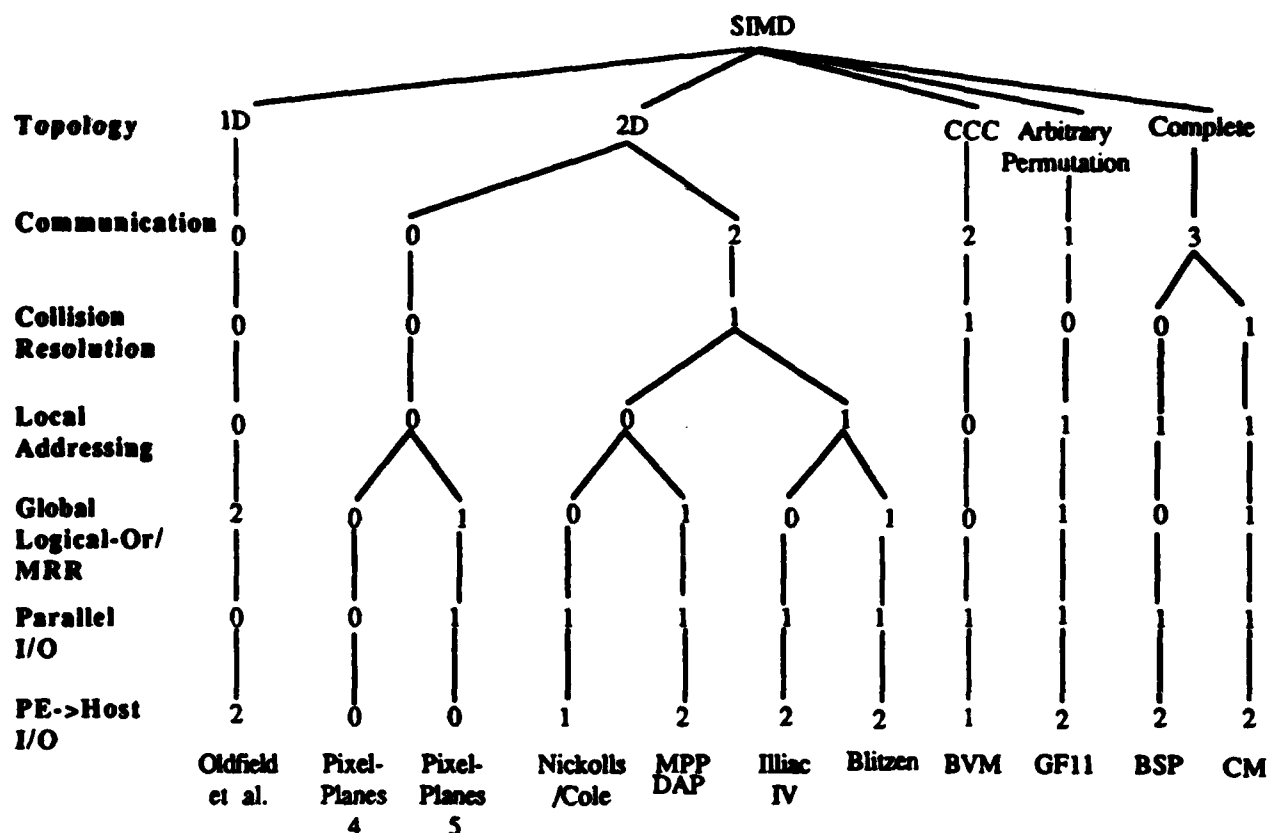 SIMD
Topology 1D 2D CCC Arbitrary Permutation Complete
Communication 0 0 2 2 1 3
Collision Resolution 0 0 1 1 0 0 1
Local Addressing 0 0 0 1 0 1 1 1
Global Logical-Or/ MRR 2 0 1 0 1 0 1 0 1 0 1
Parallel I/O 0 0 1 1 1 1 1 1 1 1 1
PE->Host I/O 2 0 0 1 2 2 2 1 2 2 2
Oldfield et al. Pixel-Planes 4 Pixel-Planes 5 Nickolls /Cole MPP DAP Illiac IV Blitzen BVM GF11 BSP CM